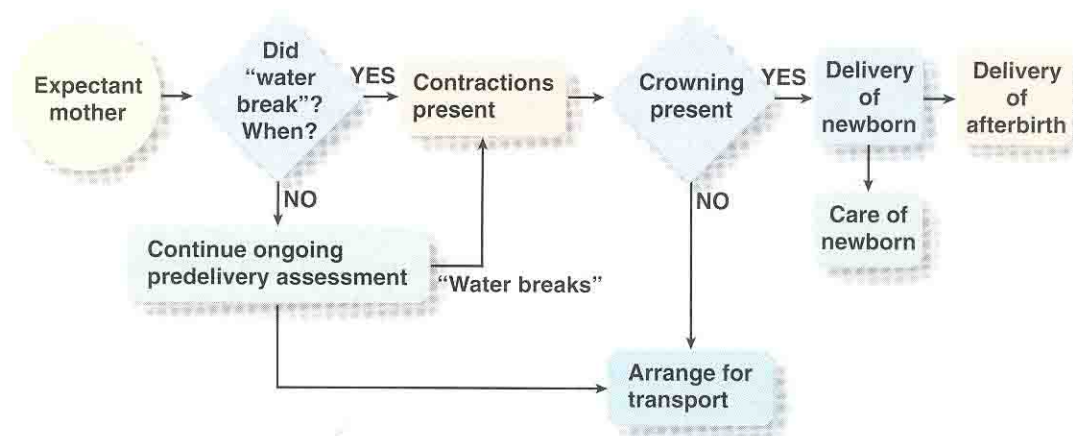 Expectant
mother
Did
“water
break”?
When?
YES
Contractions
present
Crowning
present
YES
Delivery
of
newborn
Delivery
of
afterbirth
NO
Continue ongoing
predelivery assessment
“Water breaks”
NO
Care of
newborn
Arrange for
transport